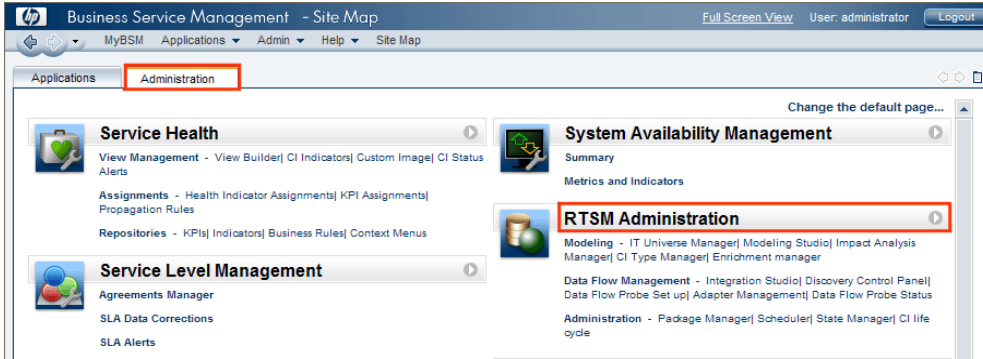 hp Business Service Management - Site Map Full Screen View User: administrator Logout
MyBSM Applications Admin Help Site Map
Applications Administration
Change the default page...
Service Health
View Management - View Builder| CI Indicators| Custom Image| CI Status
Alerts
Assignments - Health Indicator Assignments| KPI Assignments|
Propagation Rules
Repositories - KPIs| Indicators| Business Rules| Context Menus
Service Level Management
Agreements Manager
SLA Data Corrections
SLA Alerts
System Availability Management
Summary
Metrics and Indicators
RTSM Administration
Modeling - IT Universe Manager| Modeling Studio| Impact Analysis
Manager| CI Type Manager| Enrichment manager
Data Flow Management - Integration Studio| Discovery Control Panel|
Data Flow Probe Set up| Adapter Management| Data Flow Probe Status
Administration - Package Manager| Scheduler| State Manager| CI life
cycle